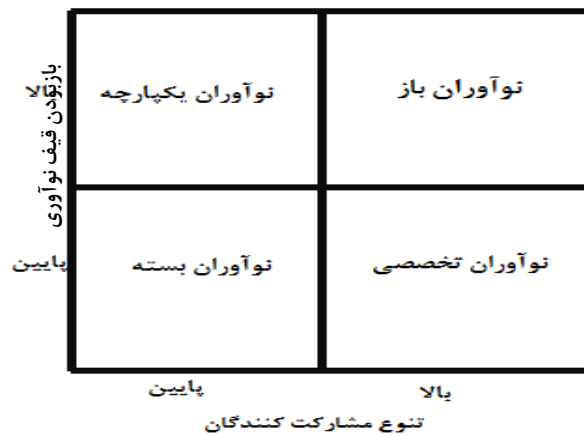 بازبودن قیف نوآوری
بالا
نوآوران باز
نوآوران یکپارچه
پایین
نوآوران تخصصی
نوآوران بسته
بالا
پایین
تنوع مشارکت کنندگان